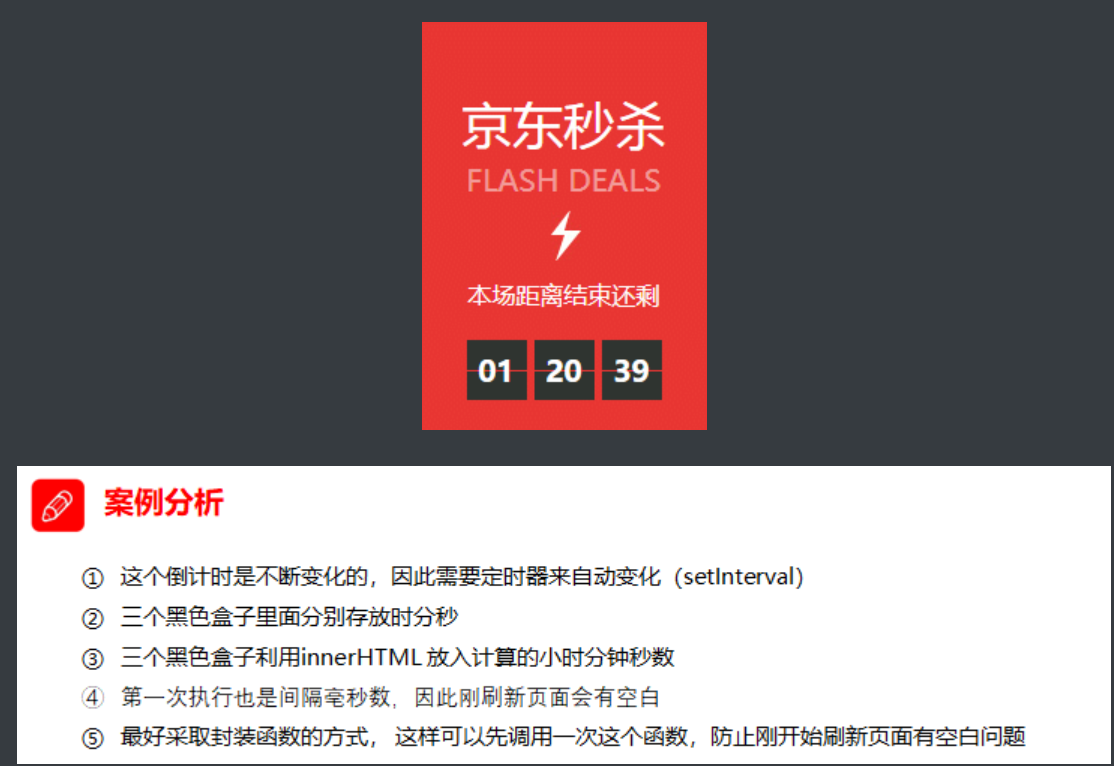 京东秒杀
FLASH DEALS
本场距离结束还剩
01 20 39
案例分析
① 这个倒计时是不断变化的，因此需要定时器来自动变化（setInterval）
② 三个黑色盒子里面分别存放时分秒
③ 三个黑色盒子利用innerHTML 放入计算的小时分钟秒数
④ 第一次执行也是间隔毫秒数，因此刚刷新页面会有空白
⑤ 最好采取封装函数的方式， 这样可以先调用一次这个函数，防止刚开始刷新页面有空白问题